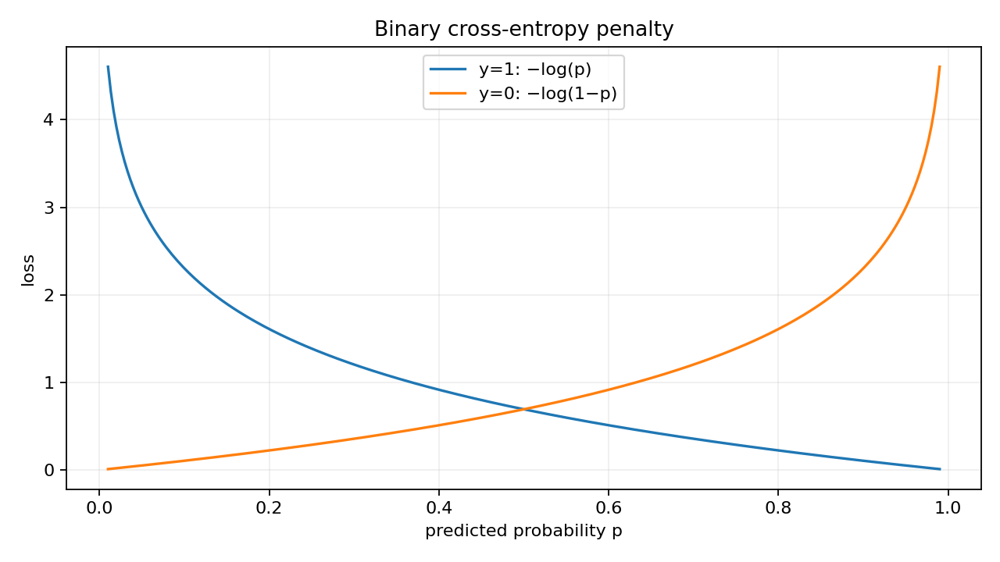 Binary cross-entropy penalty
y=1: −log(p)
y=0: −log(1−p)
4
3
2
1
0
loss
0.0 0.2 0.4 0.6 0.8 1.0
predicted probability p